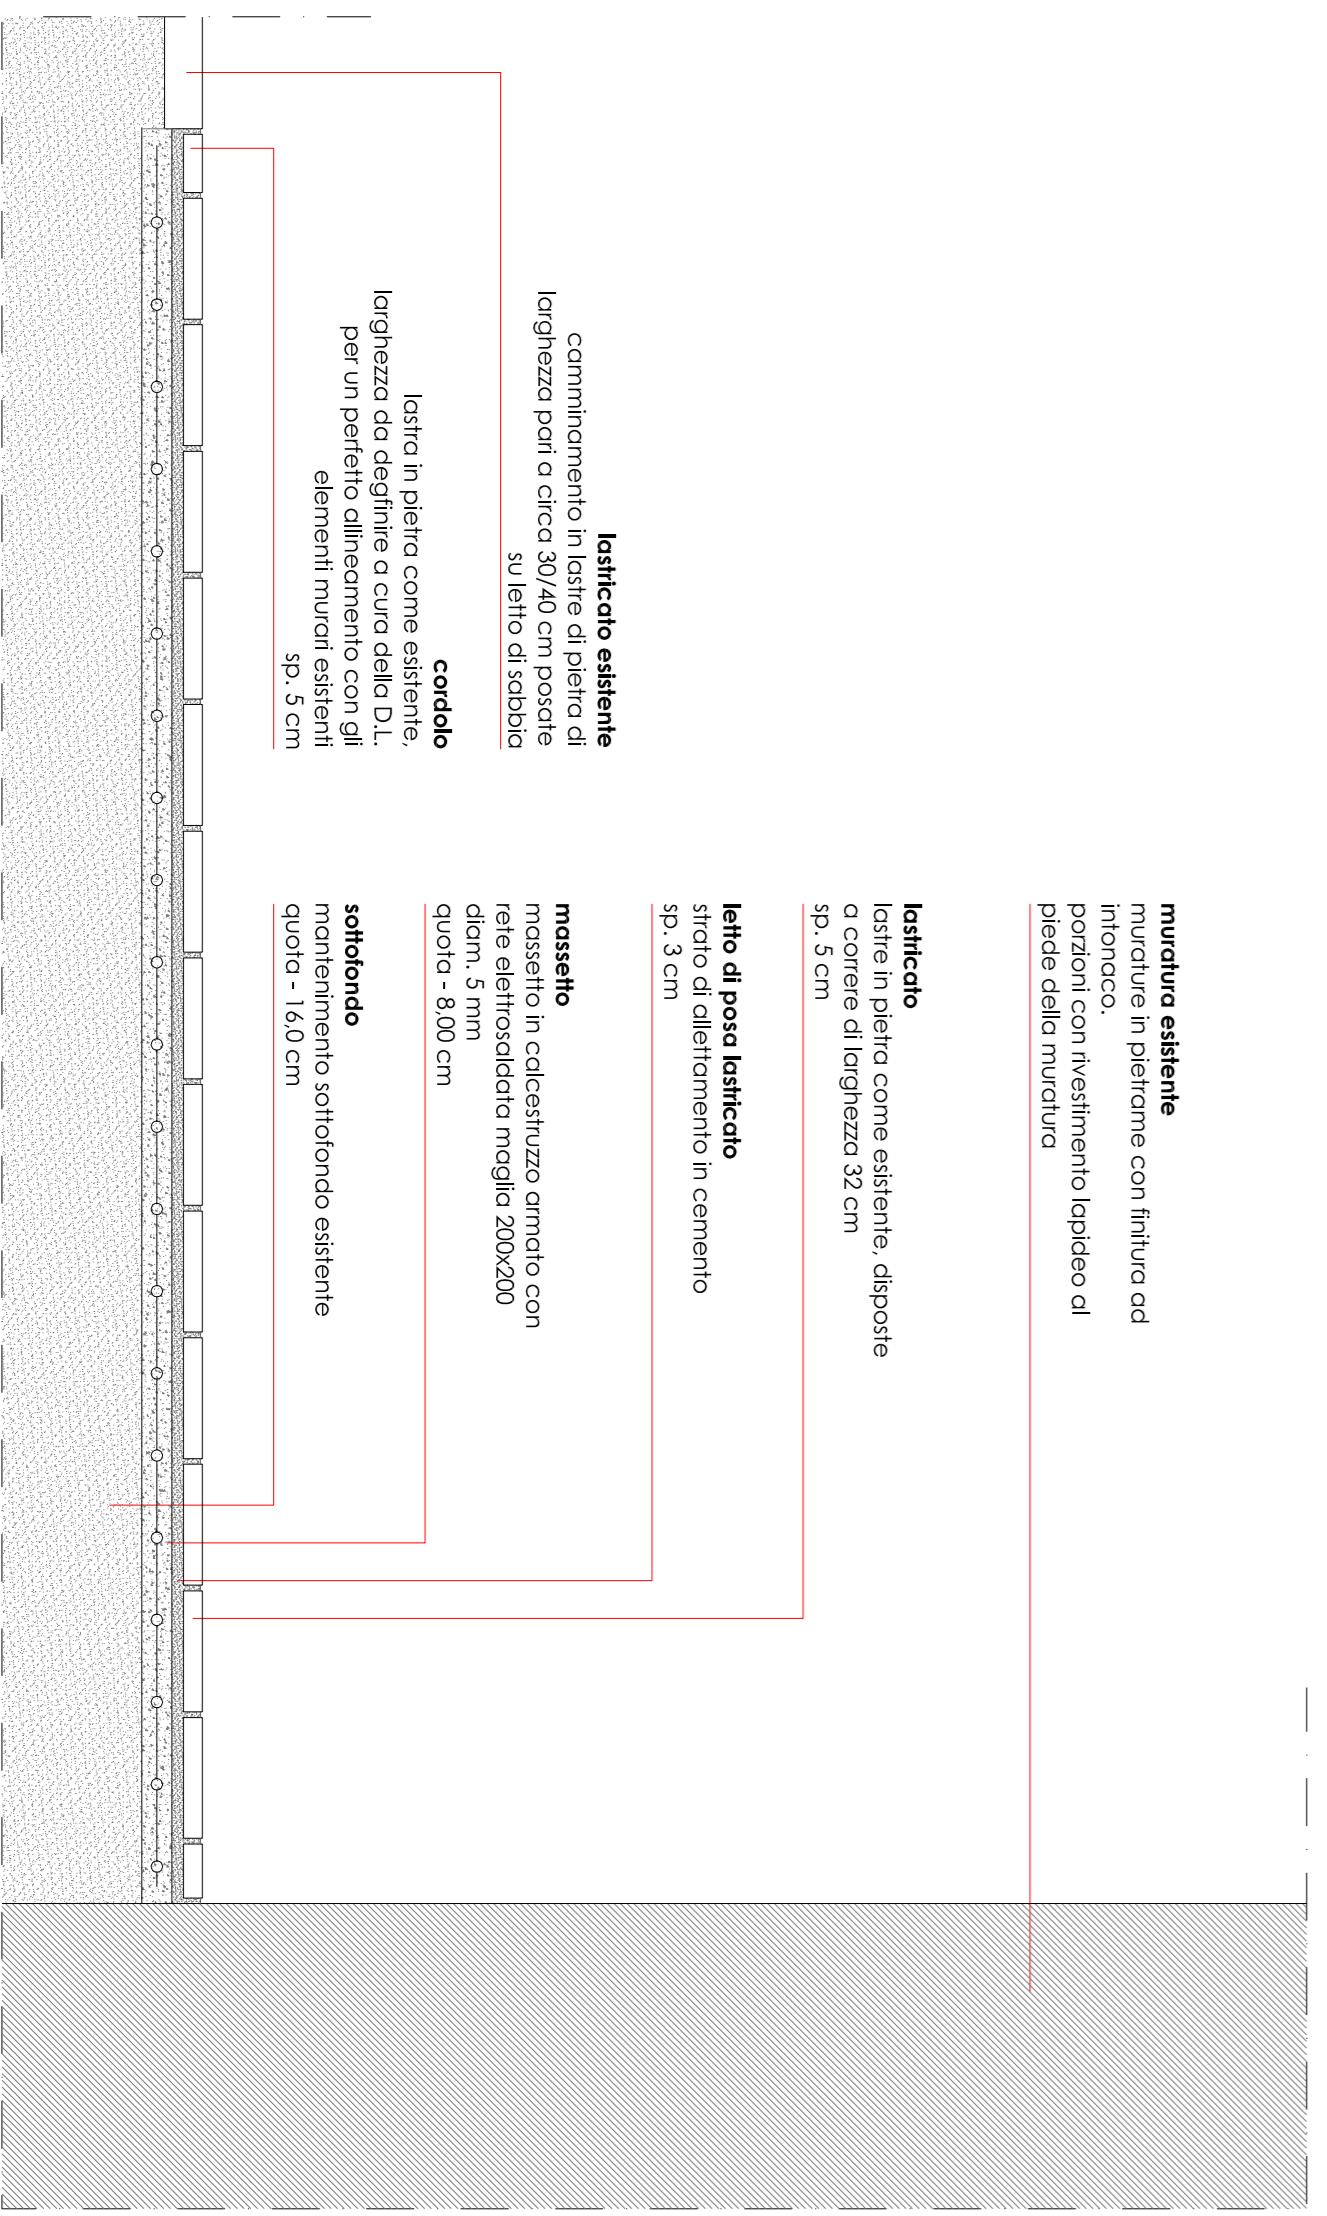 muratura esistente
murature in pietrame con finitura ad
intonaco.
porzioni con rivestimento lapideo al
piede della muratura
lastricato
lastre in pietra come esistente, disposte
a correre di larghezza 32 cm
sp. 5 cm
letto di posa lastricato
strato di allettamento in cemento
sp. 3 cm
lastricato esistente
camminamento in lastre di pietra di
larghezza pari a circa 30/40 cm posate
su letto di sabbia
massetto
massetto in calcestruzzo armato con
rete elettrosaldata maglia 200x200
diam. 5 mm
quota - 8,00 cm
cordolo
lastra in pietra come esistente,
larghezza da degfinire a cura della D.L.
per un perfetto allineamento con gli
elementi murari esistenti
sp. 5 cm
sottofondo
mantenimento sottofondo esistente
quota - 16,0 cm